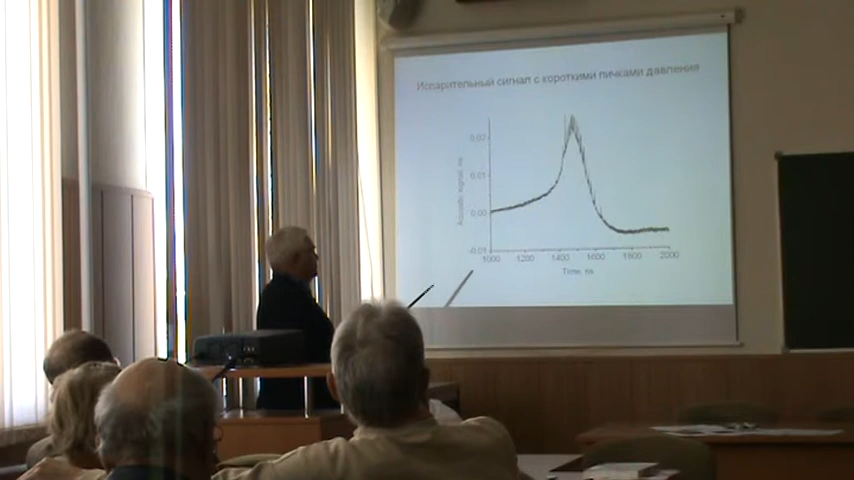 Испарительный сигнал с короткими пичками давления
0,02
0,01
0,00
-0,01
1000 1200 1400 1600 1800 2000
Time, ns